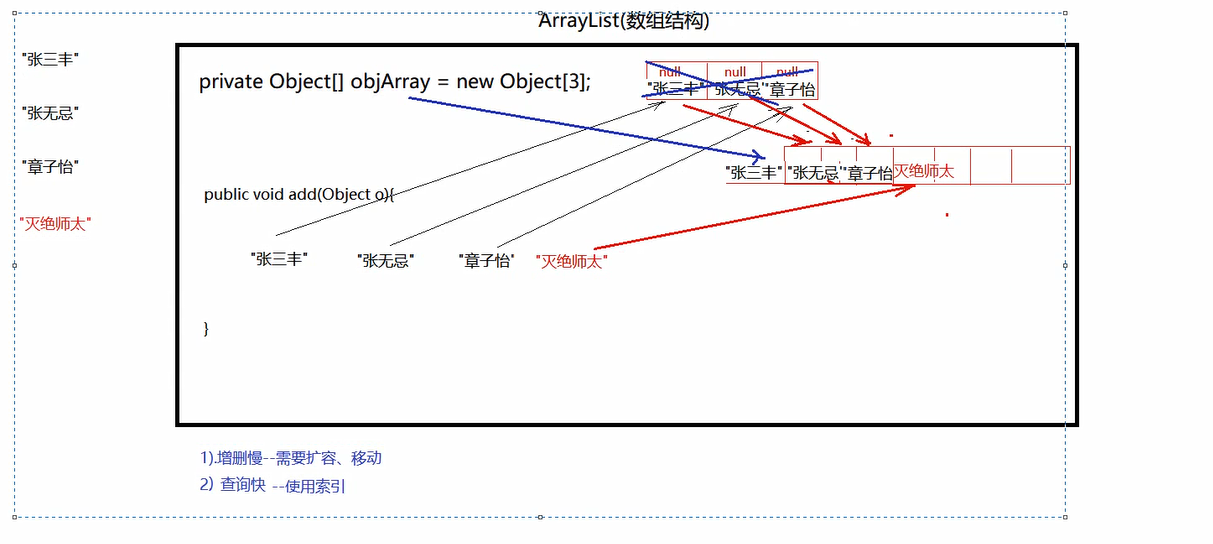 ArrayList(数组结构)
"张三丰"
"张无忌"
"章子怡"
"灭绝师太"
private Object[] objArray = new Object[3];
null null null
"张三丰" "张无忌" "章子怡
"张三丰" "张无忌" "章子怡 灭绝师太
public void add(Object o){
"张三丰" "张无忌" "章子怡" "灭绝师太"
}
1).增删慢--需要扩容、移动
2) 查询快 --使用索引